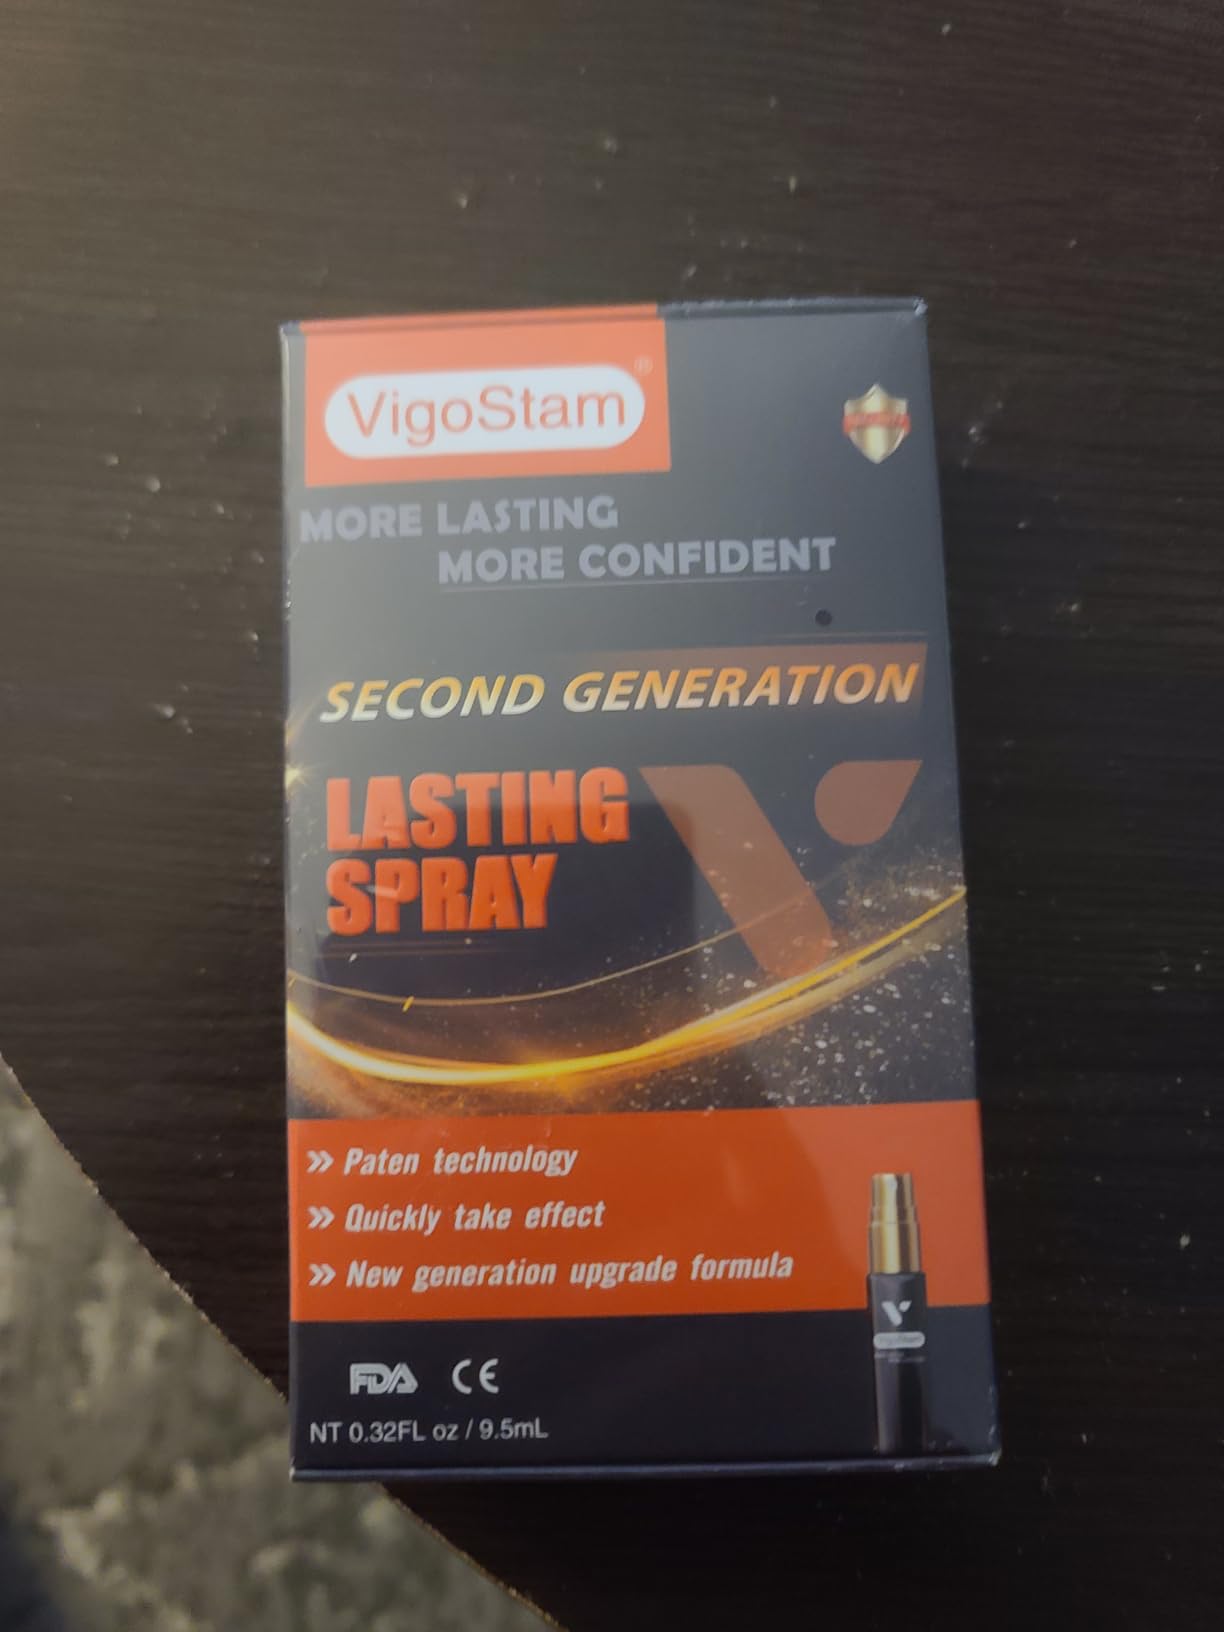 VigoStam®
MORE LASTING
MORE CONFIDENT
SECOND GENERATION
LASTING
SPRAY
» Paten technology
» Quickly take effect
» New generation upgrade formula
VigoStam
FDA CE
NT 0.32FL oz / 9.5mL